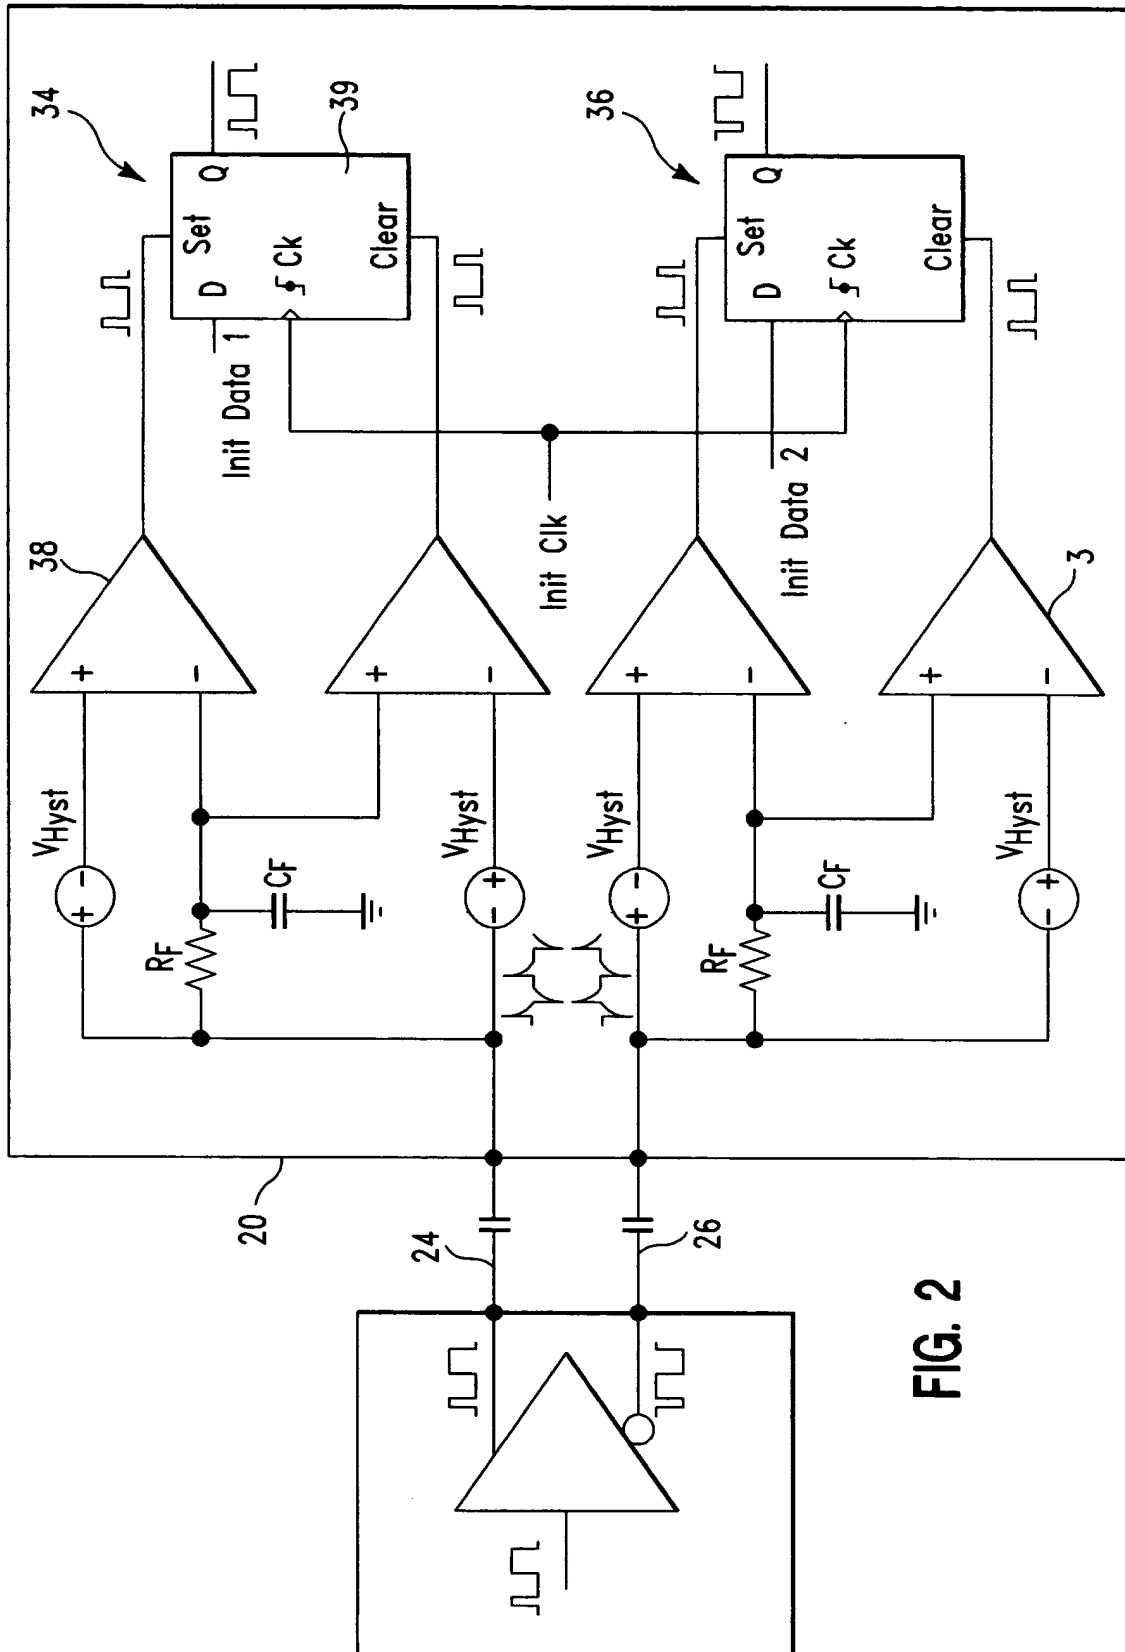 34
Set
D
Q
Ck
Clear
39
Init Data 1
38
+
-
+
-
VHyst
- +
RF
CF
VHyst
+ -
Init Clk
36
Set
D
Q
Ck
Clear
Init Data 2
+
-
+
-
3
VHyst
- +
RF
CF
VHyst
+ -
20
24
26
FIG. 2